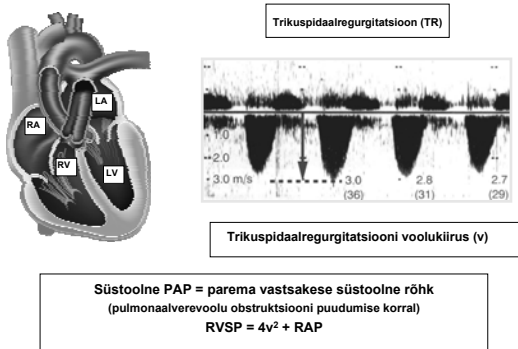 Trikuspidaalregurgitatsioon (TR)
LA
RA
RV
LV
1.0
2.0
3.0 m/s
3.0
(36)
2.8
(31)
2.7
(29)
Trikuspidaalregurgitatsiooni voolukiirus (v)
Süstoolne PAP = parema vastsakese süstoolne rõhk
(pulmonaalverevoolu obstruktsiooni puudumise korral)
RVSP = 4v² + RAP